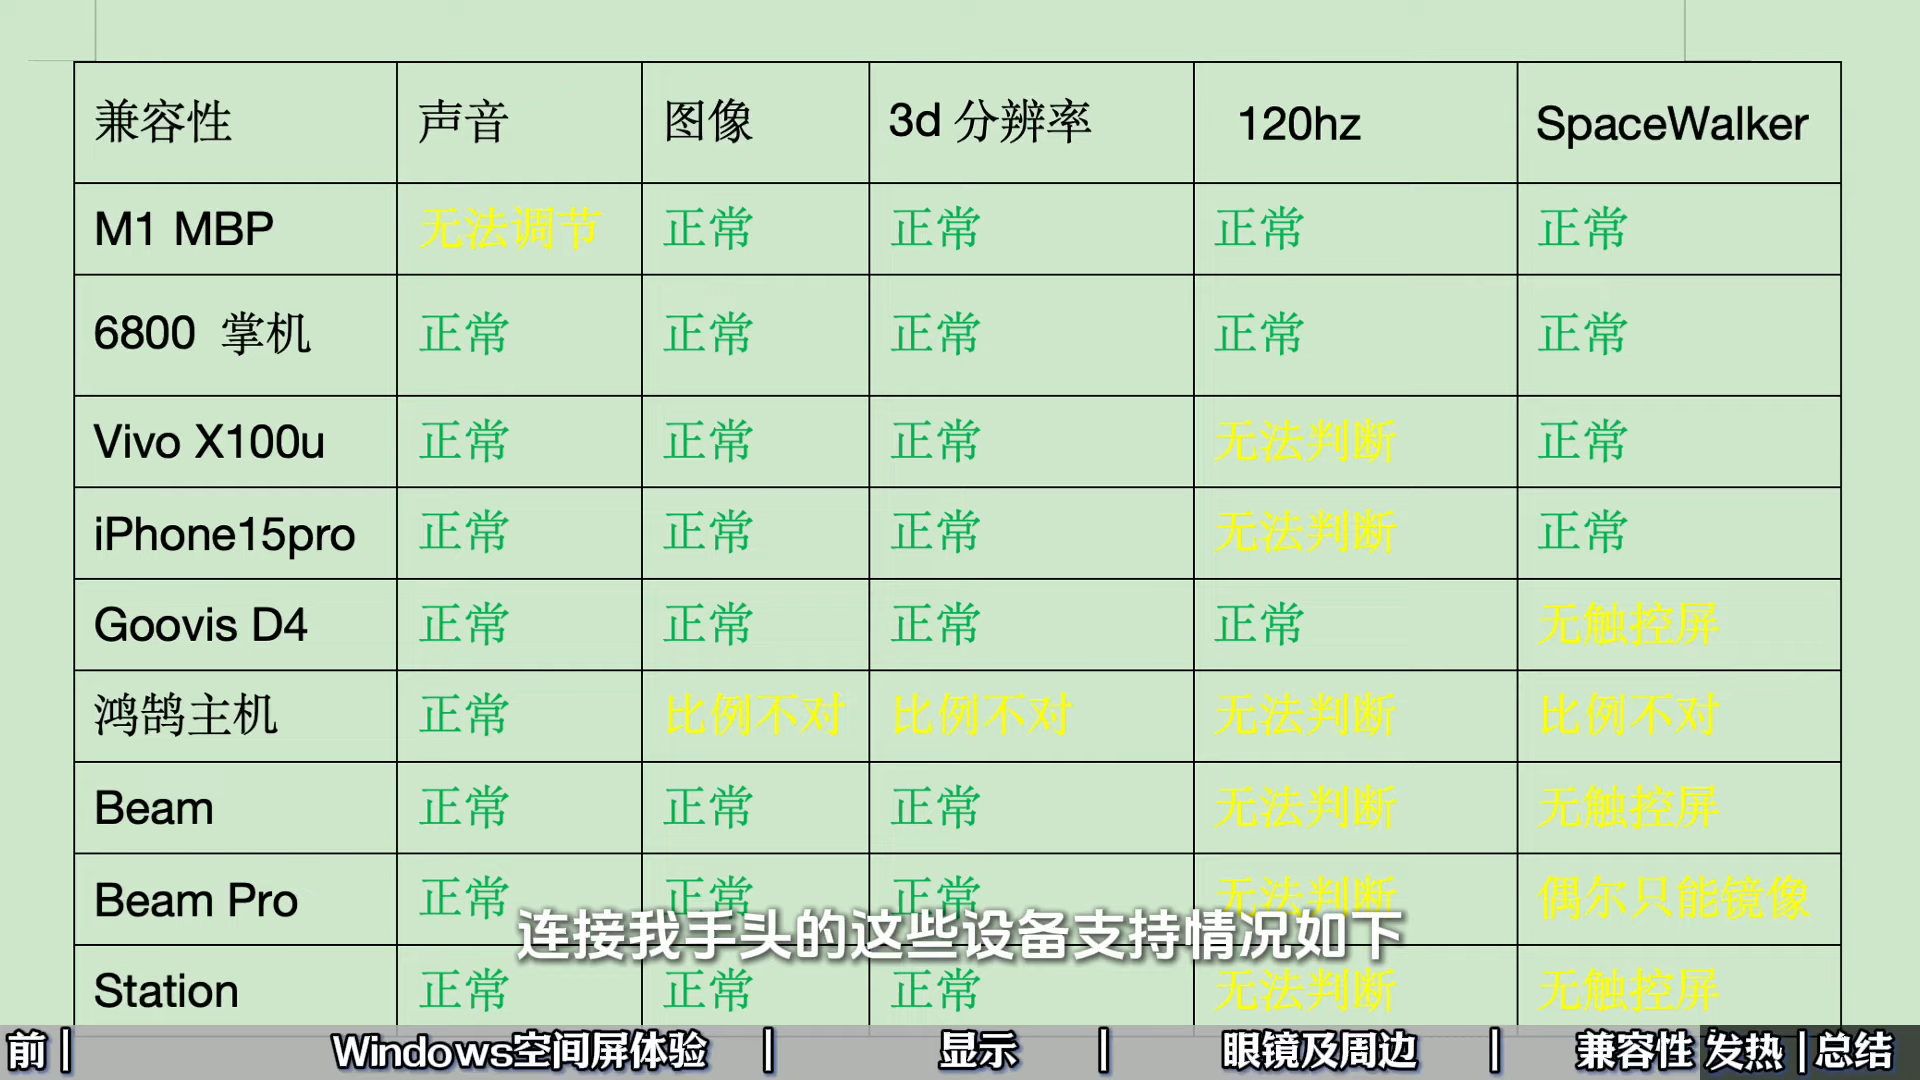 兼容性 声音 图像 3d 分辨率 120hz SpaceWalker
M1 MBP 无法调节 正常 正常 正常 正常
6800 掌机 正常 正常 正常 正常 正常
Vivo X100u 正常 正常 正常 无法判断 正常
iPhone15pro 正常 正常 正常 无法判断 正常
Goovis D4 正常 正常 正常 正常 无触控屏
鸿鹄主机 正常 比例不对 比例不对 无法判断 比例不对
Beam 正常 正常 正常 无法判断 无触控屏
Beam Pro 正常 正常 正常 无法判断 偶尔只能镜像
连接我手头的这些设备支持情况如下
Station 正常 正常 正常 无法判断 无触控屏
前 | Windows空间屏体验 | 显示 | 眼镜及周边 | 兼容性 发热 | 总结